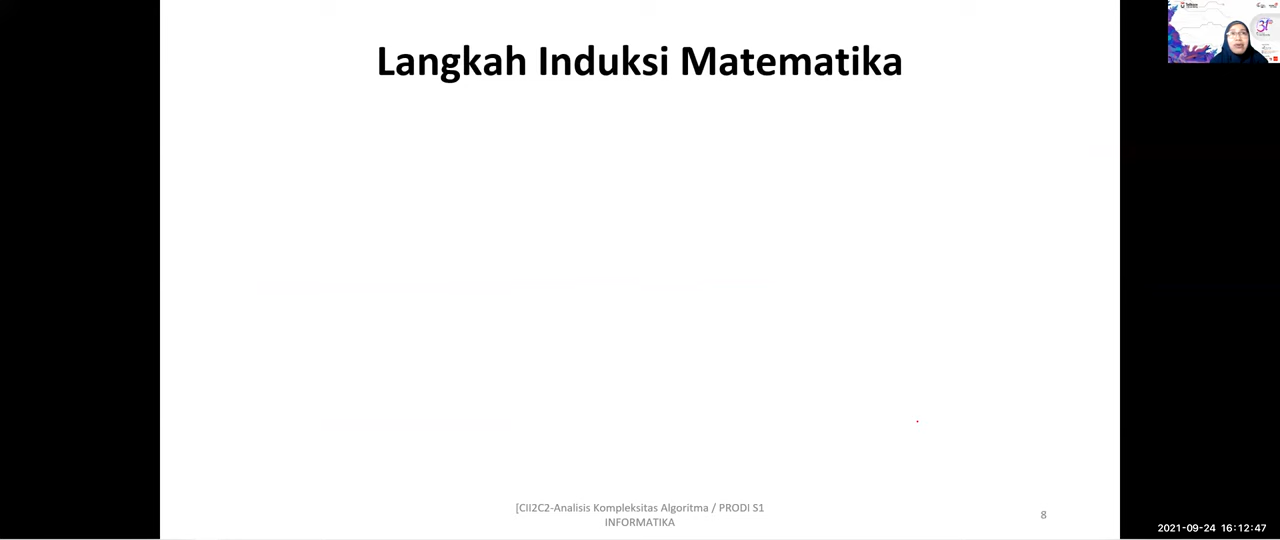 Langkah Induksi Matematika
[CII2C2-Analisis Kompleksitas Algoritma / PRODI S1
INFORMATIKA
8
2021-09-24 16:12:47